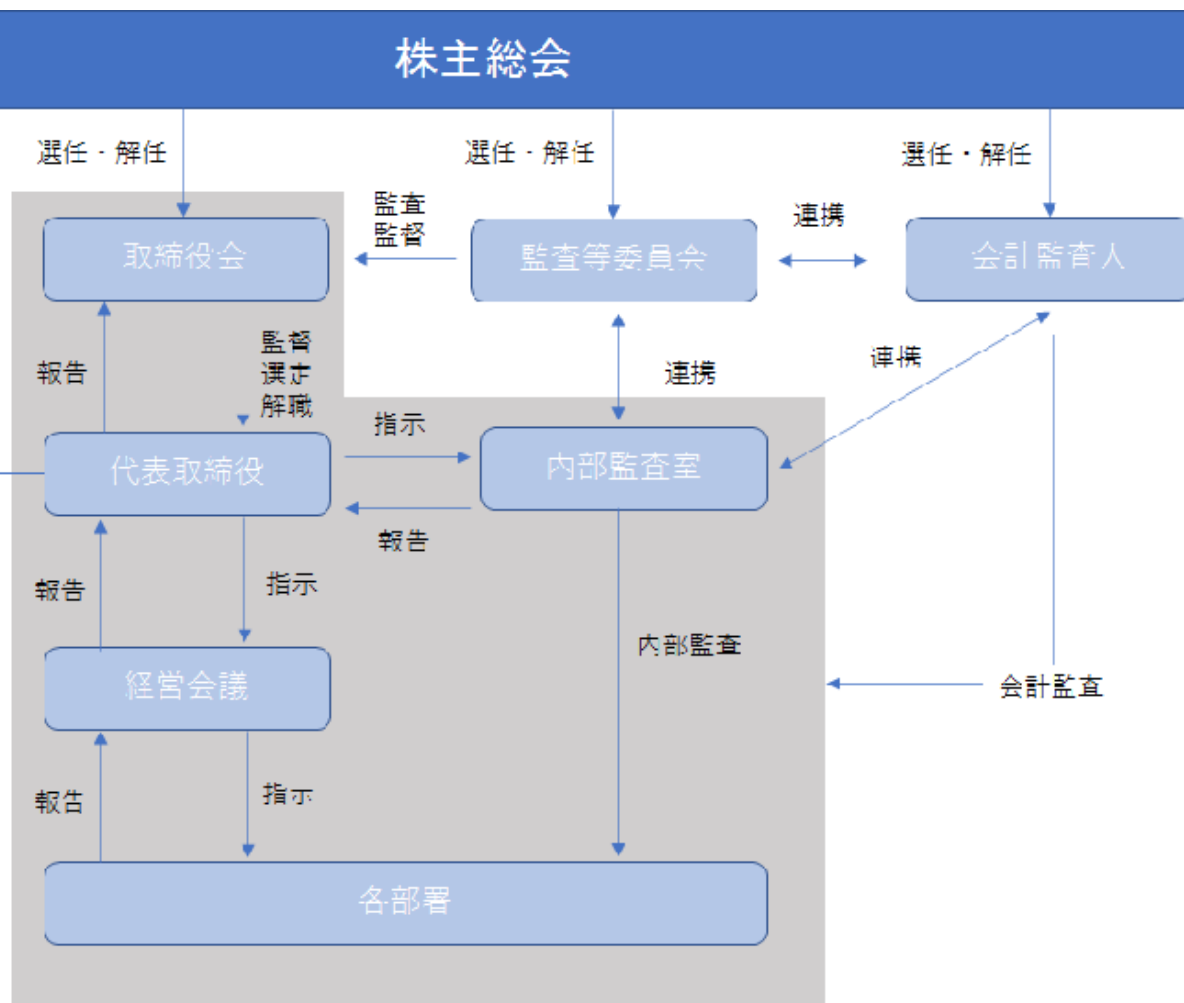 株主総会
選任‐解任
選任‐解任
選任・解任
監査
監督
連携
取締役会
監査等委員会
会計監査人
報告
監督
選定
解職
連携
連携
指示
代表取締役
内部監査室
報告
報告
指示
内部監査
経営会議
会計監査
報告
指示
各部署